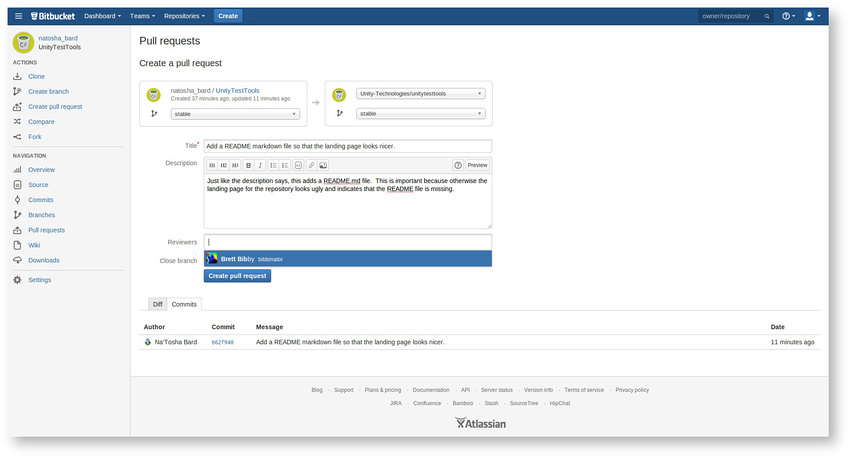 Bitbucket Dashboard Teams Repositories Create owner/repository
natosha_bard
UnityTestTools
ACTIONS
Clone
Create branch
Create pull request
Compare
Fork
NAVIGATION
Overview
Source
Commits
Branches
Pull requests
Wiki
Downloads
Settings
Pull requests
Create a pull request
natosha_bard / UnityTestTools
Created 37 minutes ago, updated 11 minutes ago
stable
Unity-Technologies/unitytesttools
stable
Title* Add a README markdown file so that the landing page looks nicer.
Description H1 H2 H3 B I Preview
Just like the description says, this adds a README.md file. This is important because otherwise the
landing page for the repository looks ugly and indicates that the README file is missing.
Reviewers
Close branch Brett Bibby bibbinator
Create pull request
Diff Commits
Author Commit Message Date
Na'Tosha Bard 662f940 Add a README markdown file so that the landing page looks nicer. 11 minutes ago
Blog · Support · Plans & pricing · Documentation · API · Server status · Version info · Terms of service · Privacy policy
JIRA · Confluence · Bamboo · Stash · SourceTree · HipChat
Atlassian